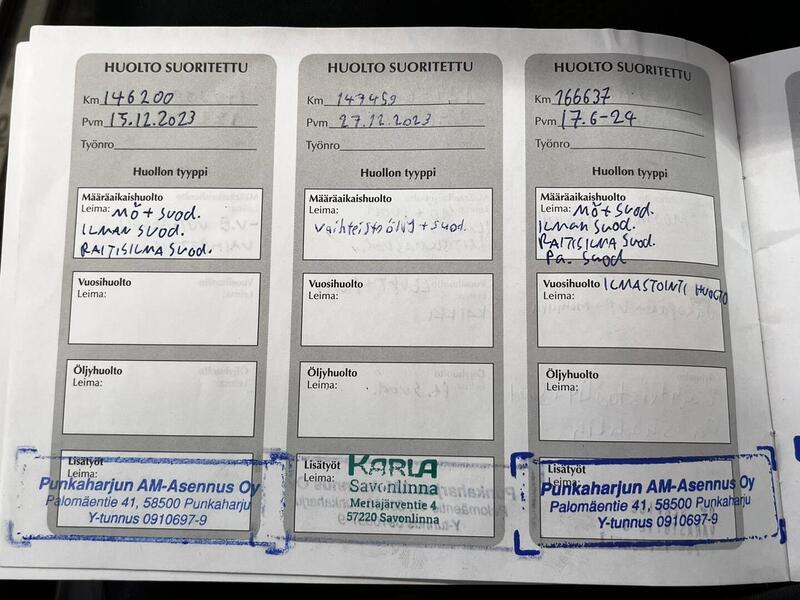 HUOLTO SUORITETTU
Km 146200
Pvm 15.12.2023
Työnro
Huollon tyyppi
Määräaikaishuolto
Leima: Mö + suod.
ILMAN suod.
RAITISILMA suod.
Vuosihuolto
Leima:
Öljyhuolto
Leima:
Lisätyöt
Leima:
Punkaharjun AM-Asennus Oy
Palomäentie 41, 58500 Punkaharju
Y-tunnus 0910697-9
HUOLTO SUORITETTU
Km 147459
Pvm 27.12.2023
Työnro
Huollon tyyppi
Määräaikaishuolto
Leima:
Vaihteistoöljy + suod.
Vuosihuolto
Leima:
Öljyhuolto
Leima:
Lisätyöt
Leima:
KARLA
Savonlinna
Mertajärventie 4
57220 Savonlinna
HUOLTO SUORITETTU
Km 166637
Pvm 17.6-24
Työnro
Huollon tyyppi
Määräaikaishuolto
Leima: Mö + suod.
ILMAN suod.
RAITISILMA suod.
Pa. suod
Vuosihuolto ILMASTOINTI HUOLTO
Leima:
Öljyhuolto
Leima:
Lisätyöt
Leima:
Punkaharjun AM-Asennus Oy
Palomäentie 41, 58500 Punkaharju
Y-tunnus 0910697-9